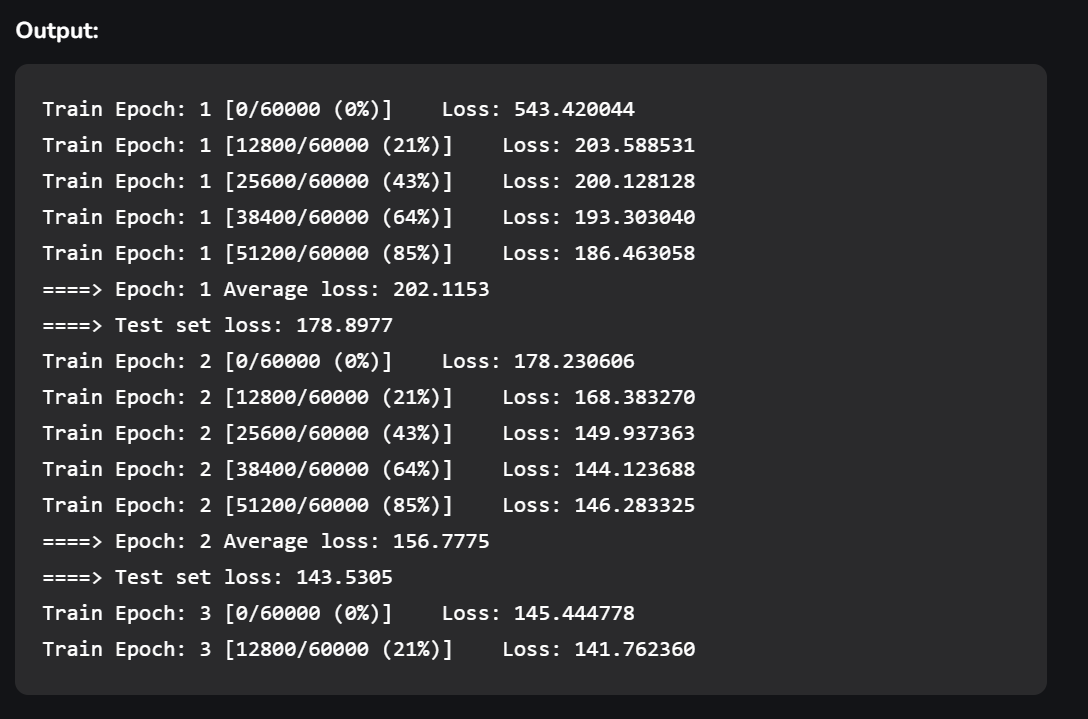 Output:
Train Epoch: 1 [0/60000 (0%)]    Loss: 543.420044
Train Epoch: 1 [12800/60000 (21%)]    Loss: 203.588531
Train Epoch: 1 [25600/60000 (43%)]    Loss: 200.128128
Train Epoch: 1 [38400/60000 (64%)]    Loss: 193.303040
Train Epoch: 1 [51200/60000 (85%)]    Loss: 186.463058
====> Epoch: 1 Average loss: 202.1153
====> Test set loss: 178.8977
Train Epoch: 2 [0/60000 (0%)]    Loss: 178.230606
Train Epoch: 2 [12800/60000 (21%)]    Loss: 168.383270
Train Epoch: 2 [25600/60000 (43%)]    Loss: 149.937363
Train Epoch: 2 [38400/60000 (64%)]    Loss: 144.123688
Train Epoch: 2 [51200/60000 (85%)]    Loss: 146.283325
====> Epoch: 2 Average loss: 156.7775
====> Test set loss: 143.5305
Train Epoch: 3 [0/60000 (0%)]    Loss: 145.444778
Train Epoch: 3 [12800/60000 (21%)]    Loss: 141.762360